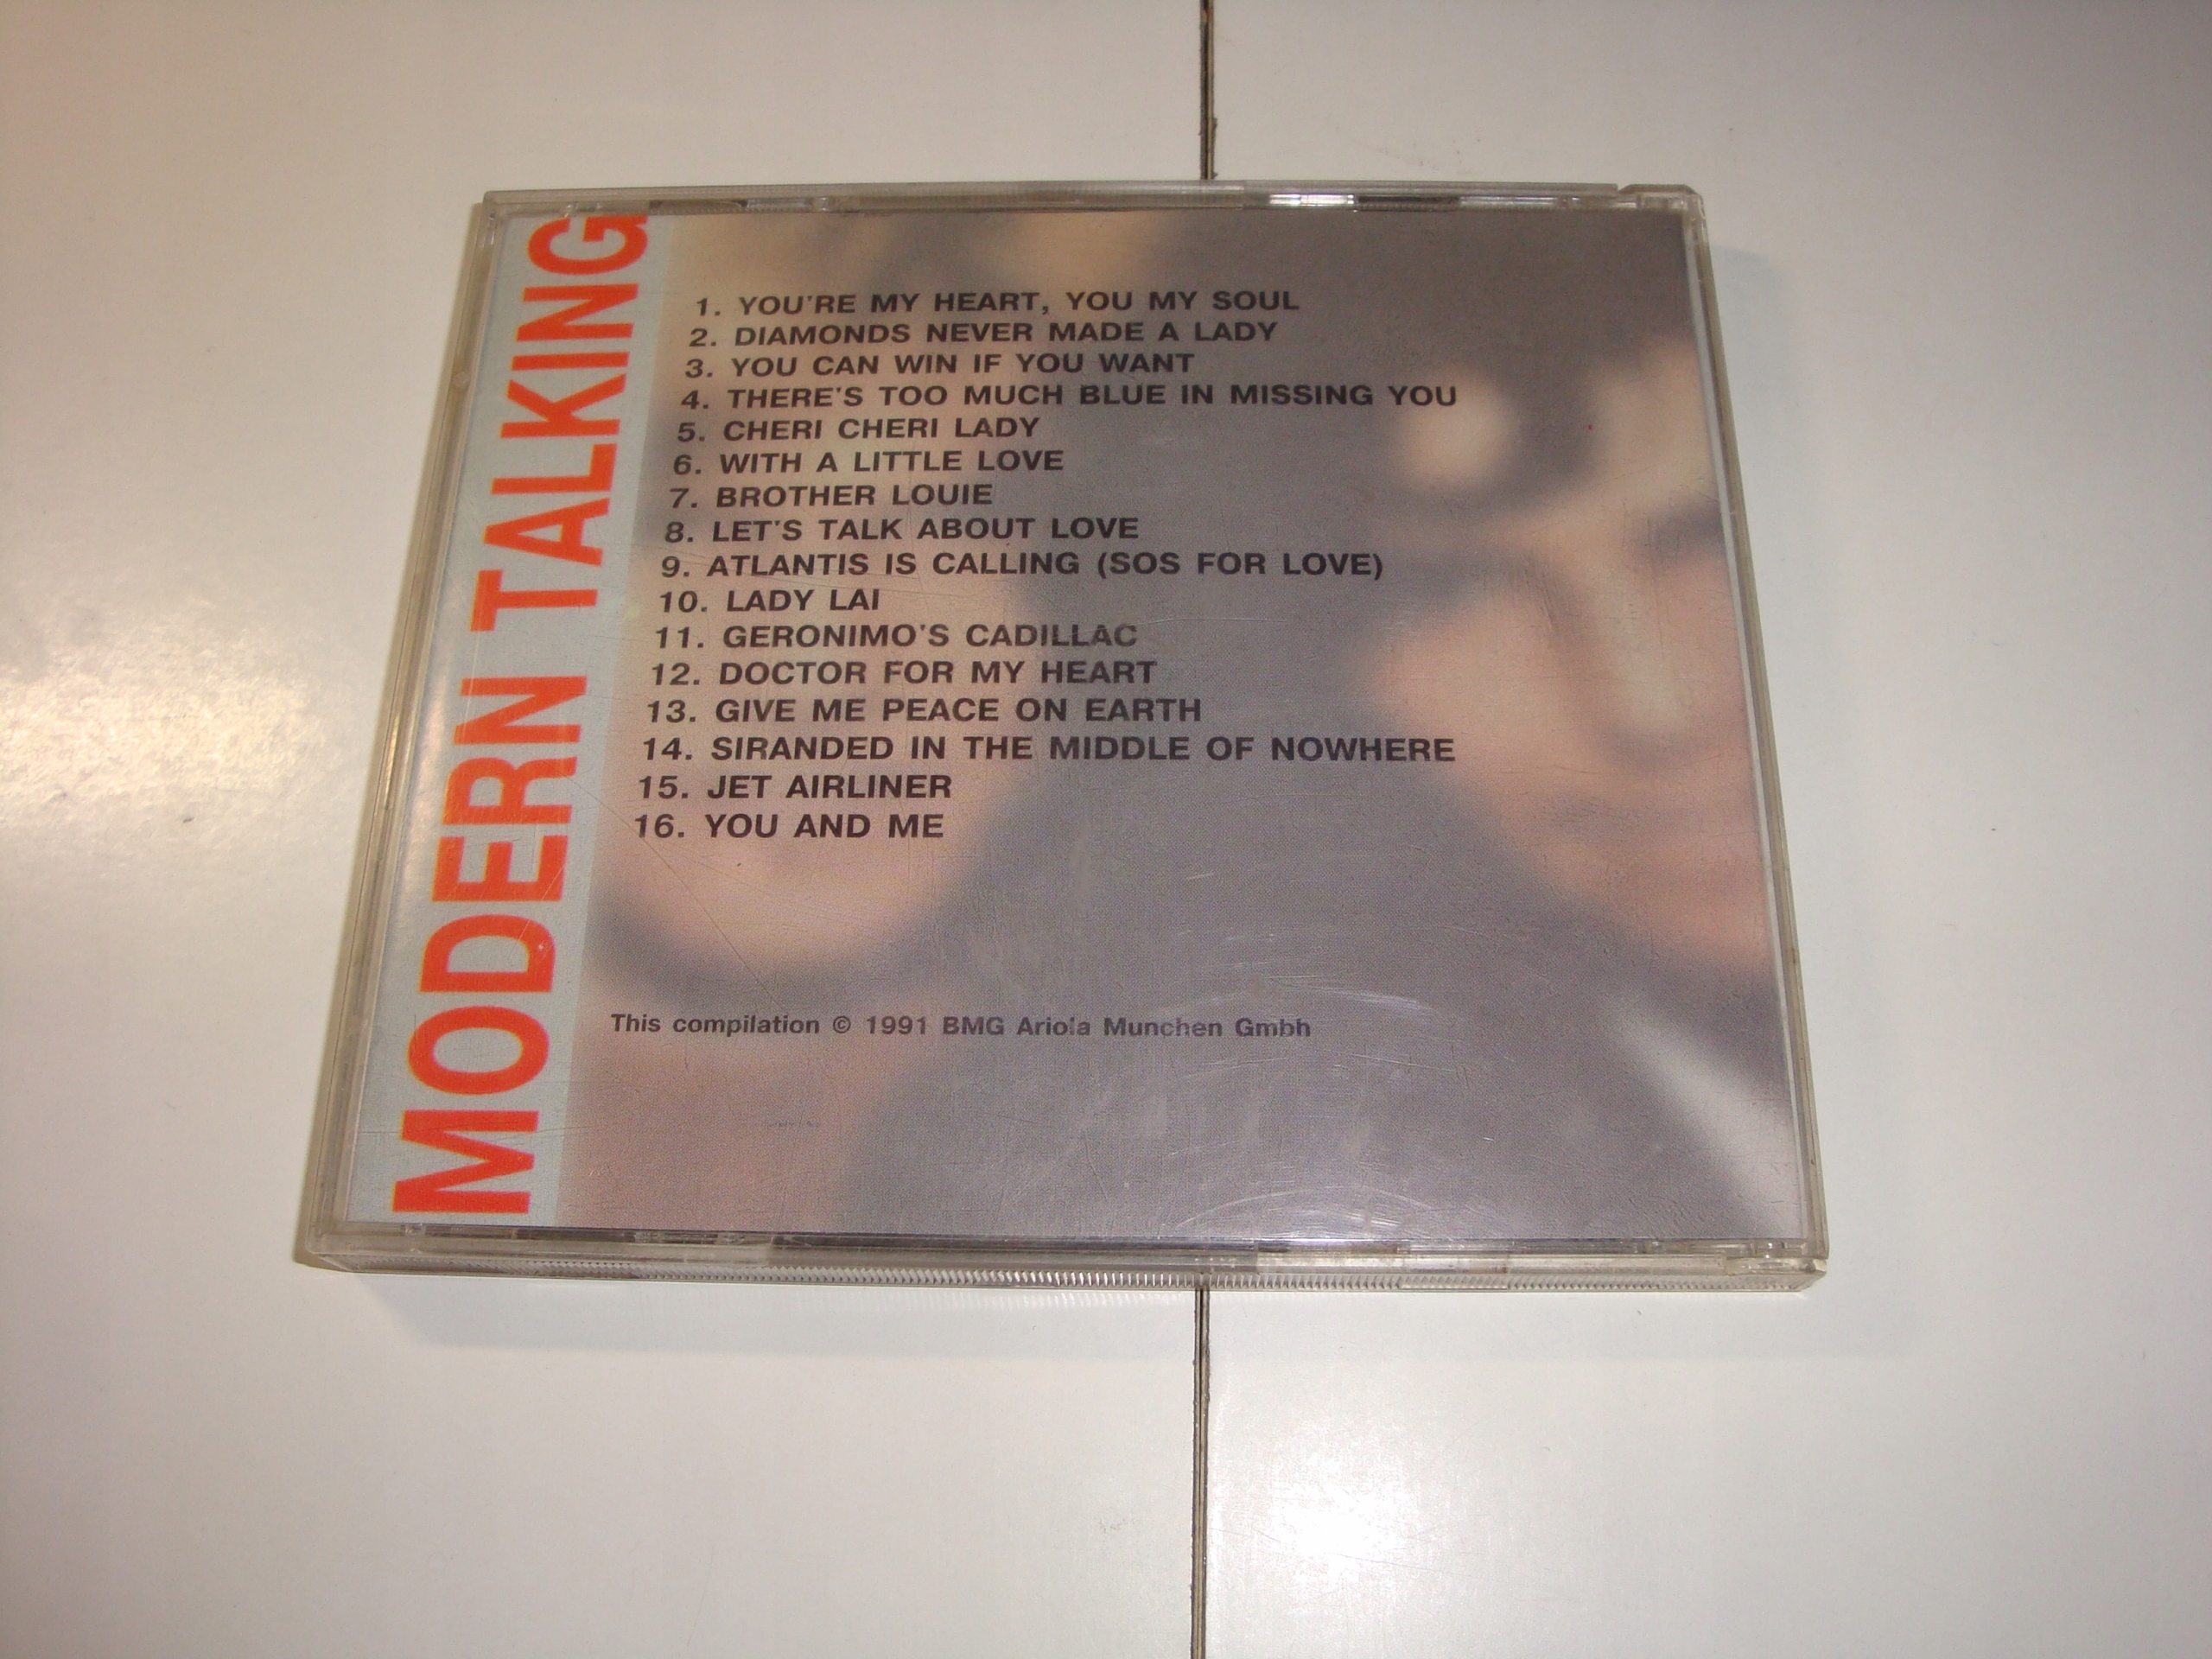 MODERN TALKING
1. YOU'RE MY HEART, YOU MY SOUL
2. DIAMONDS NEVER MADE A LADY
3. YOU CAN WIN IF YOU WANT
4. THERE'S TOO MUCH BLUE IN MISSING YOU
5. CHERI CHERI LADY
6. WITH A LITTLE LOVE
7. BROTHER LOUIE
8. LET'S TALK ABOUT LOVE
9. ATLANTIS IS CALLING (SOS FOR LOVE)
10. LADY LAI
11. GERONIMO'S CADILLAC
12. DOCTOR FOR MY HEART
13. GIVE ME PEACE ON EARTH
14. SIRANDED IN THE MIDDLE OF NOWHERE
15. JET AIRLINER
16. YOU AND ME
This compilation © 1991 BMG Ariola Munchen Gmbh